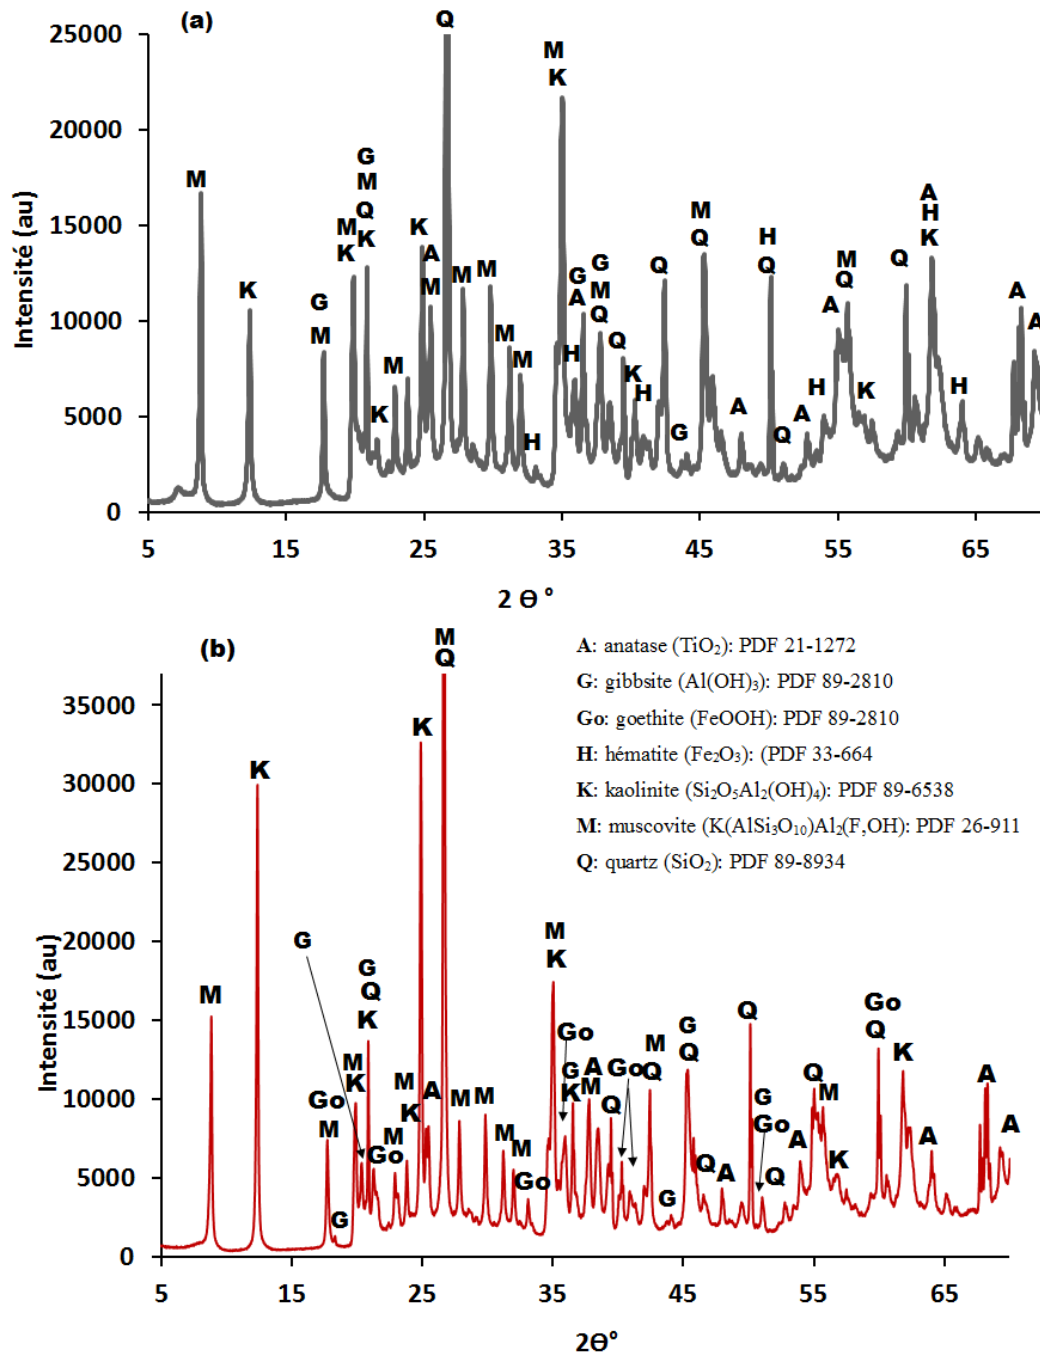 (a)
Intensité (au)
25000
20000
15000
10000
5000
0
M
K
G
M
M
K
G
M
Q
K
K
M
K
A
M
Q
M
M
M
M
H
M
K
H
G
A
G
M
Q
Q
K
H
Q
G
M
Q
A
H
Q
Q
A
H
A
M
Q
K
Q
A
H
K
H
A
A
5 15 25 35 45 55 65
2 ϴ °
(b)
A: anatase (TiO₂): PDF 21-1272
G: gibbsite (Al(OH)₃): PDF 89-2810
Go: goethite (FeOOH): PDF 89-2810
H: hématite (Fe₂O₃): (PDF 33-664
K: kaolinite (Si₂O₅Al₂(OH)₄): PDF 89-6538
M: muscovite (K(AlSi₃O₁₀)Al₂(F,OH): PDF 26-911
Q: quartz (SiO₂): PDF 89-8934
Intensité (au)
35000
30000
25000
20000
15000
10000
5000
0
M
K
Go
M
G
G
M
K
G
Q
K
Go
M
M
K
K
A
M
Q
M
M
M
M
Go
M
K
Go
G
K
A
M
Q
Go
M
Q
G
G
Q
Q
A
Q
G
Go
Q
A
Q
M
K
Go
Q
K
A
A
A
5 15 25 35 45 55 65
2ϴ°